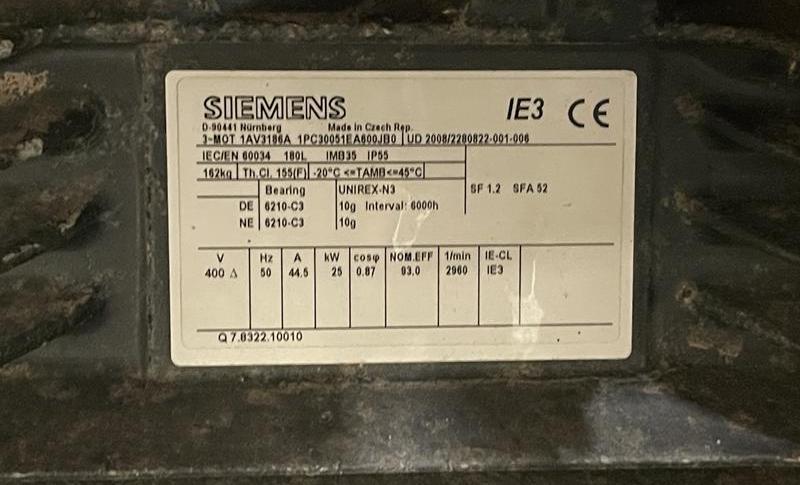 SIEMENS IE3 CE
D-90441 Nürnberg Made in Czech Rep.
3~MOT 1AV3186A 1PC30051EA600JB0 UD 2008/2280822-001-006
IEC/EN 60034 180L IMB35 IP55
162kg Th.Cl. 155(F) -20°C <=TAMB<=45°C
Bearing UNIREX-N3 SF 1.2 SFA 52
DE 6210-C3 10g Interval: 6000h
NE 6210-C3 10g
V Hz A kW cosφ NOM.EFF 1/min IE-CL
400 Δ 50 44.5 25 0.87 93.0 2960 IE3
Q 7.8322.10010